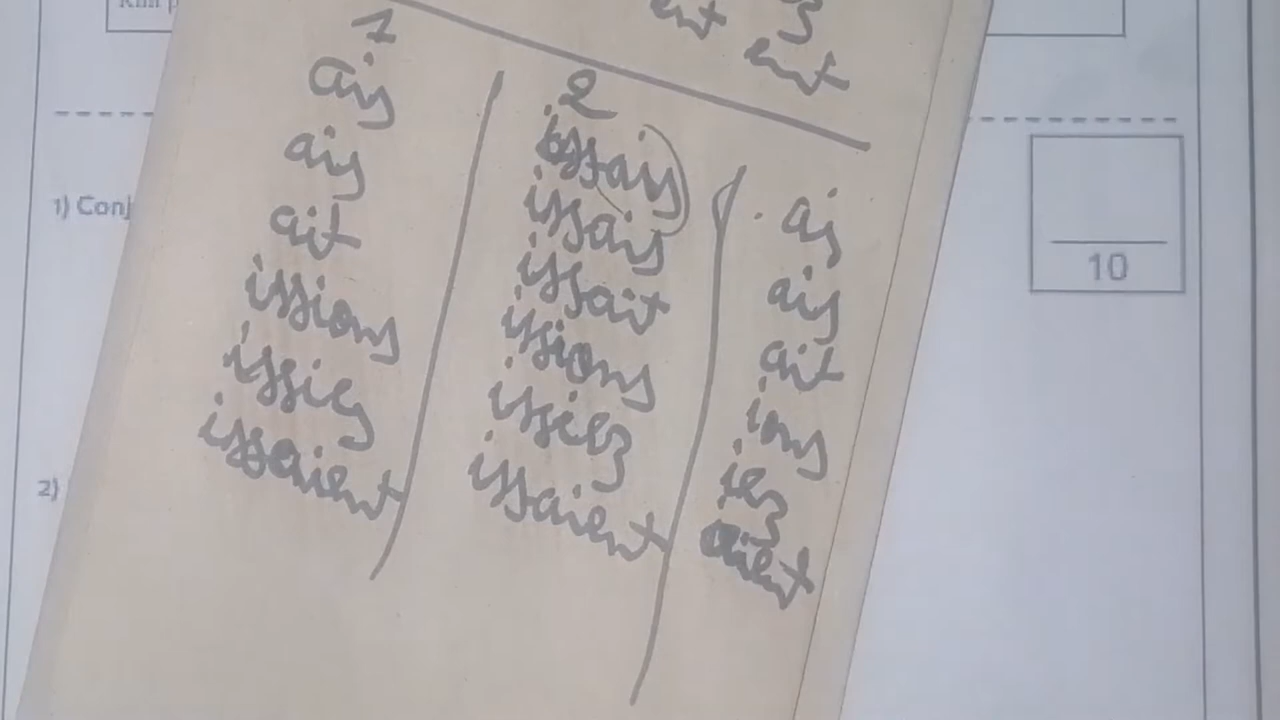 ent
ent
1
ais
ais
ait
issions
issiez
issaient
2
issais
issais
issait
issions
issiez
issaient
ais
ais
ait
ions
iez
aient
1) Conj
2)
10